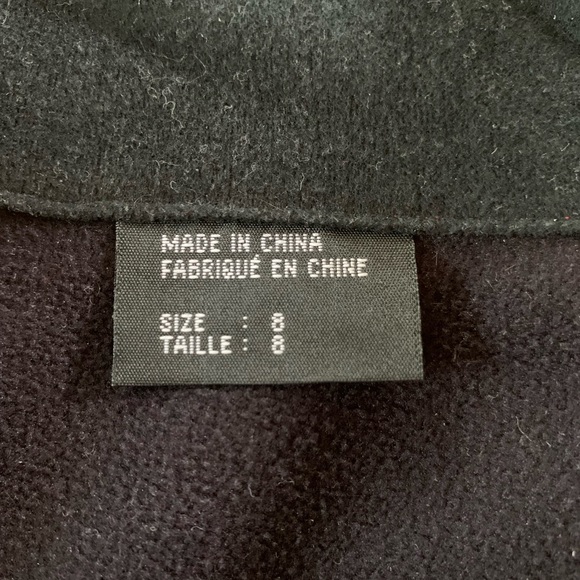 MADE IN CHINA
FABRIQUÉ EN CHINE
SIZE : 8
TAILLE : 8